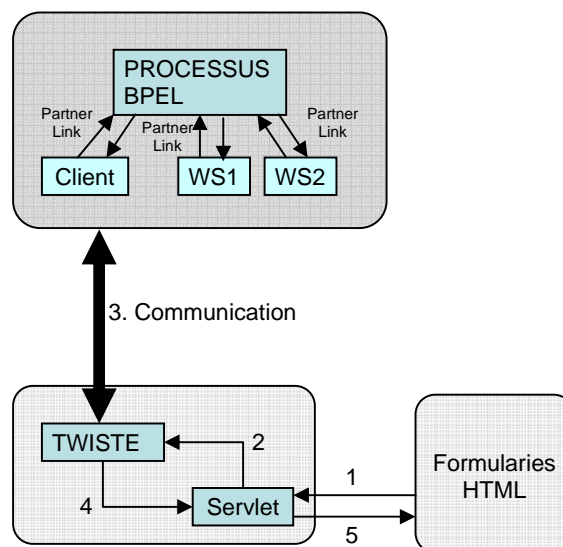 PROCESSUS
BPEL
Partner
Link
Partner
Link
Partner
Link
Client
WS1
WS2
3. Communication
TWISTE
2
4
Servlet
1
5
Formularies
HTML